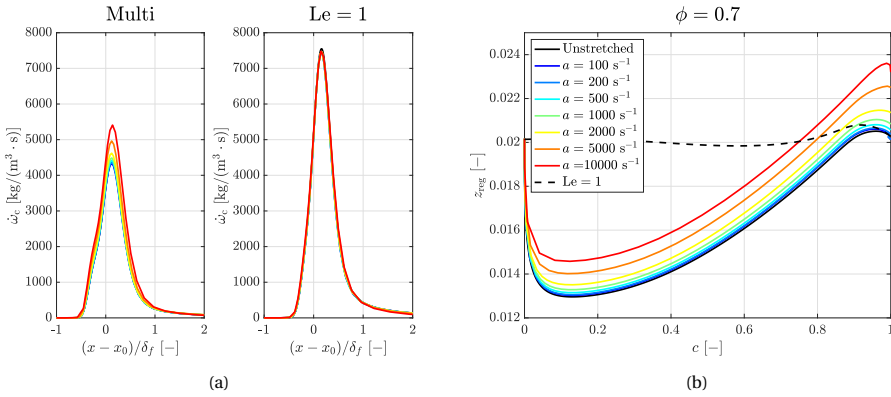 Multi
8000
7000
6000
5000
4000
3000
2000
1000
0
-1 0 1 2
ω̇c [kg/(m³ · s)]
(x − x0)/δf [−]
Le = 1
8000
7000
6000
5000
4000
3000
2000
1000
0
-1 0 1 2
ω̇c [kg/(m³ · s)]
(x − x0)/δf [−]
(a)
ϕ = 0.7
0.024
0.022
0.02
0.018
0.016
0.014
0.012
0 0.2 0.4 0.6 0.8 1
zreg [−]
c [−]
Unstretched
a = 100 s⁻¹
a = 200 s⁻¹
a = 500 s⁻¹
a = 1000 s⁻¹
a = 2000 s⁻¹
a = 5000 s⁻¹
a =10000 s⁻¹
Le = 1
(b)